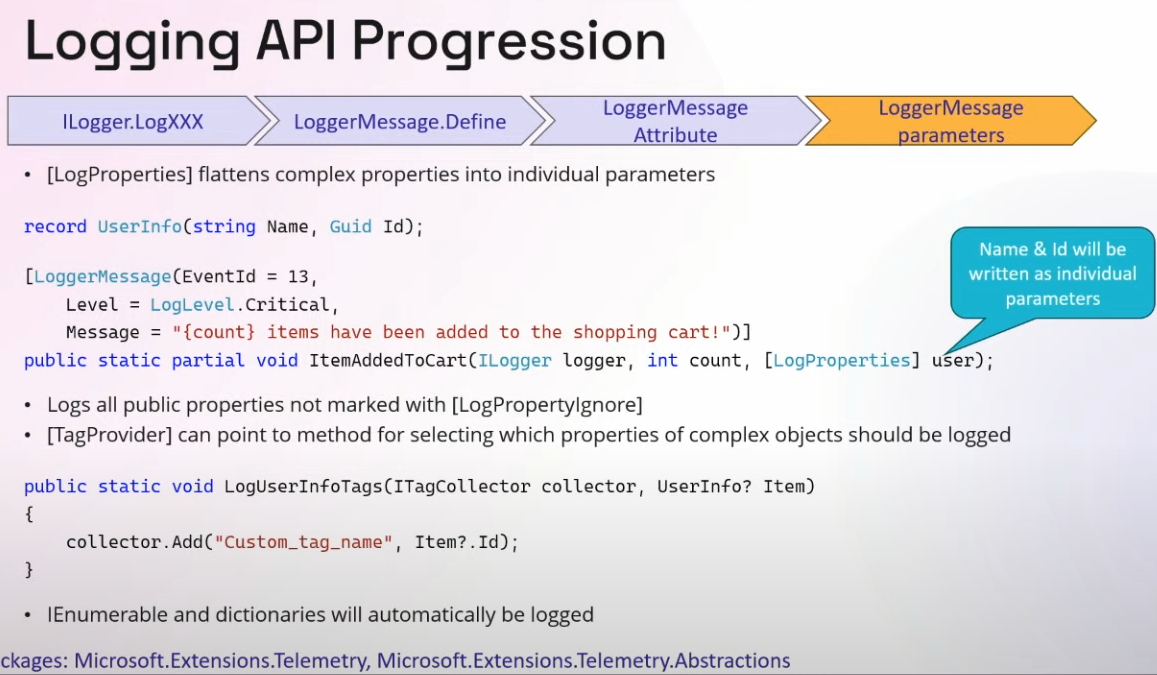 Logging API Progression
ILogger.LogXXX
LoggerMessage.Define
LoggerMessage
Attribute
LoggerMessage
parameters
• [LogProperties] flattens complex properties into individual parameters
record UserInfo(string Name, Guid Id);
Name & Id will be
written as individual
parameters
[LoggerMessage(EventId = 13,
    Level = LogLevel.Critical,
    Message = "{count} items have been added to the shopping cart!")]
public static partial void ItemAddedToCart(ILogger logger, int count, [LogProperties] user);
• Logs all public properties not marked with [LogPropertyIgnore]
• [TagProvider] can point to method for selecting which properties of complex objects should be logged
public static void LogUserInfoTags(ITagCollector collector, UserInfo? Item)
{
    collector.Add("Custom_tag_name", Item?.Id);
}
• IEnumerable and dictionaries will automatically be logged
ckages: Microsoft.Extensions.Telemetry, Microsoft.Extensions.Telemetry.Abstractions